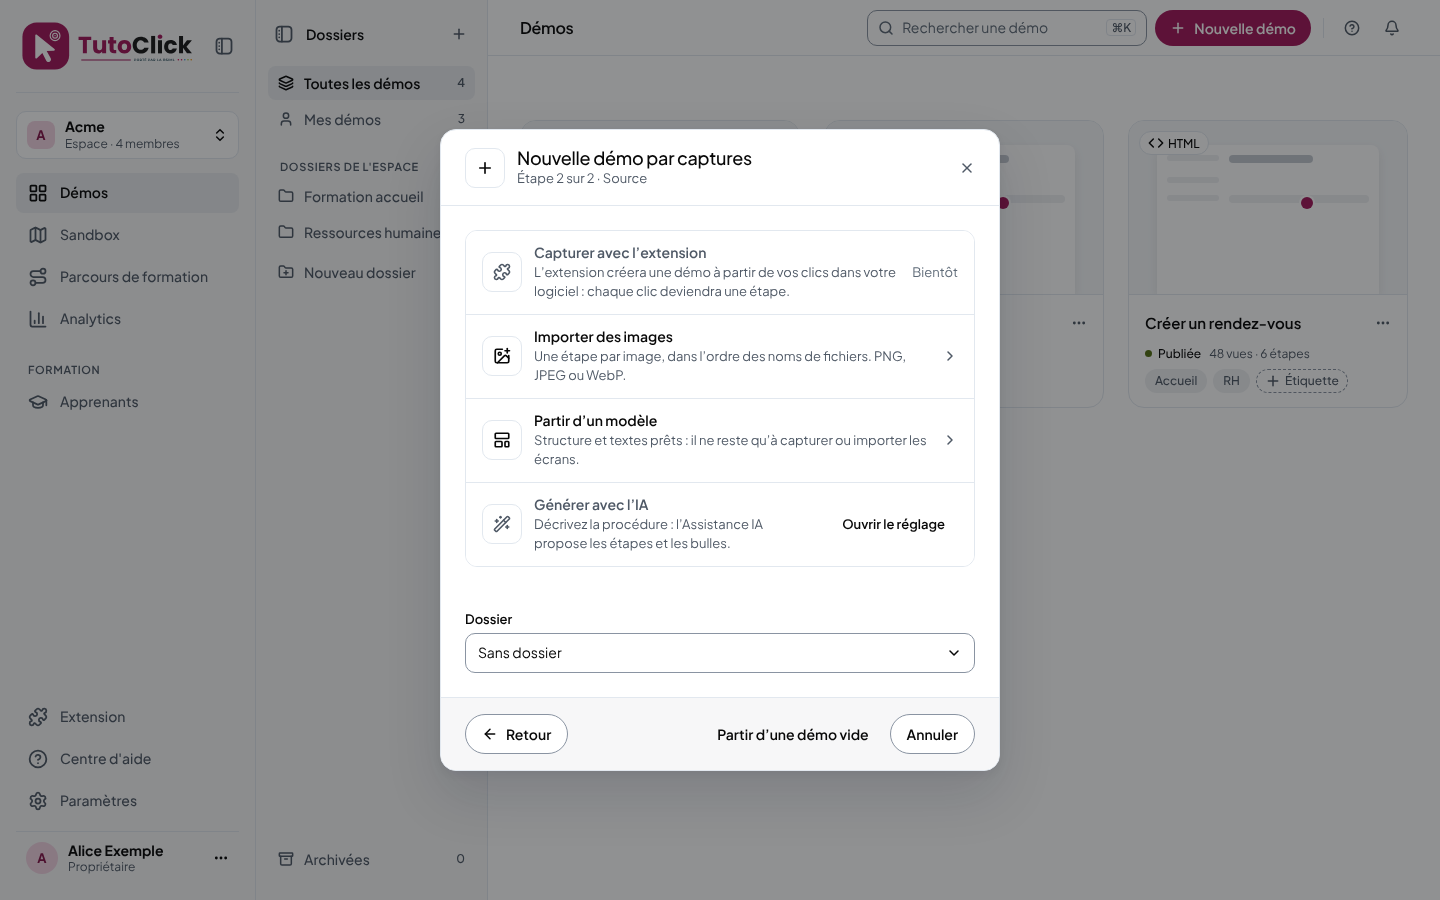 TutoClick
Acme
Espace · 4 membres
Démos
Sandbox
Parcours de formation
Analytics
FORMATION
Apprenants
Extension
Centre d'aide
Paramètres
Alice Exemple
Propriétaire
Dossiers
Toutes les démos 4
Mes démos 3
DOSSIERS DE L'ESPACE
Formation accueil
Ressources humaine
Nouveau dossier
Archivées 0
Démos
Rechercher une démo ⌘K
Nouvelle démo
HTML
Créer un rendez-vous
Publiée 48 vues · 6 étapes
Accueil RH Étiquette
Nouvelle démo par captures
Étape 2 sur 2 · Source
Capturer avec l’extension
L’extension créera une démo à partir de vos clics dans votre
logiciel : chaque clic deviendra une étape.
Bientôt
Importer des images
Une étape par image, dans l’ordre des noms de fichiers. PNG,
JPEG ou WebP.
Partir d’un modèle
Structure et textes prêts : il ne reste qu’à capturer ou importer les
écrans.
Générer avec l’IA
Décrivez la procédure : l’Assistance IA
propose les étapes et les bulles.
Ouvrir le réglage
Dossier
Sans dossier
Retour
Partir d’une démo vide
Annuler
A
A